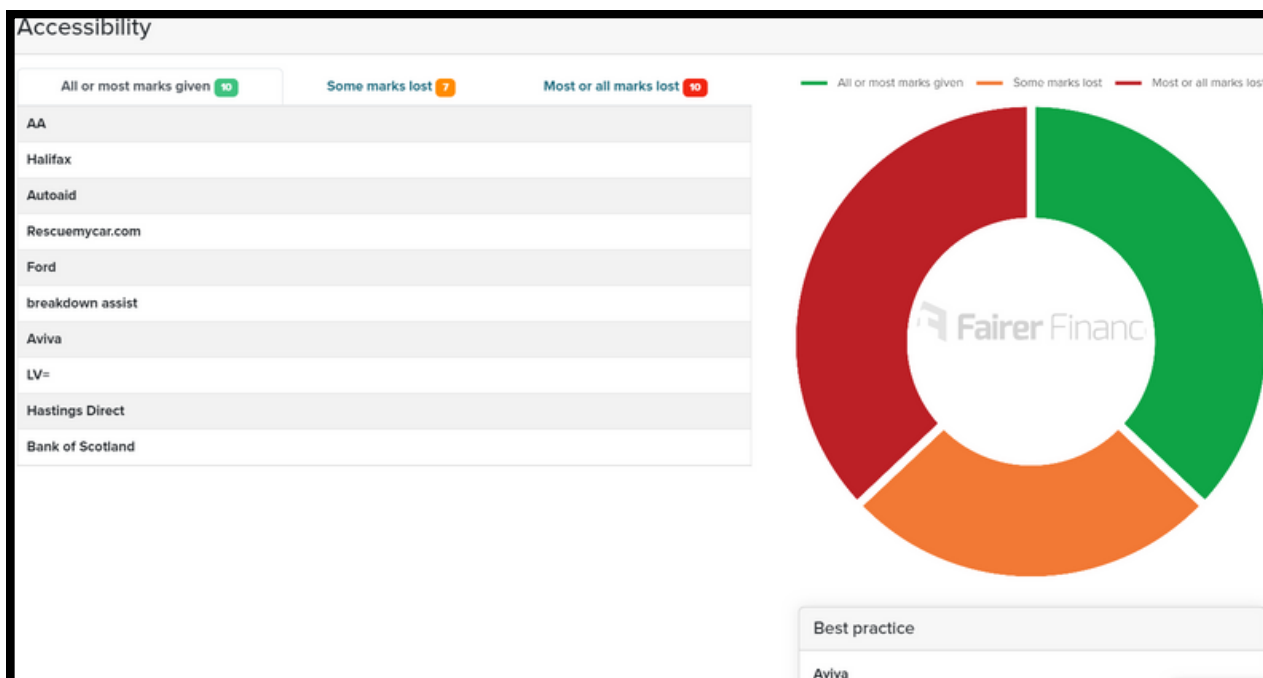 Accessibility
All or most marks given 10
Some marks lost 7
Most or all marks lost 10
AA
Halifax
Autoaid
Rescuemycar.com
Ford
breakdown assist
Aviva
LV=
Hastings Direct
Bank of Scotland
All or most marks given
Some marks lost
Most or all marks lost
Fairer Financ
Best practice
Aviva